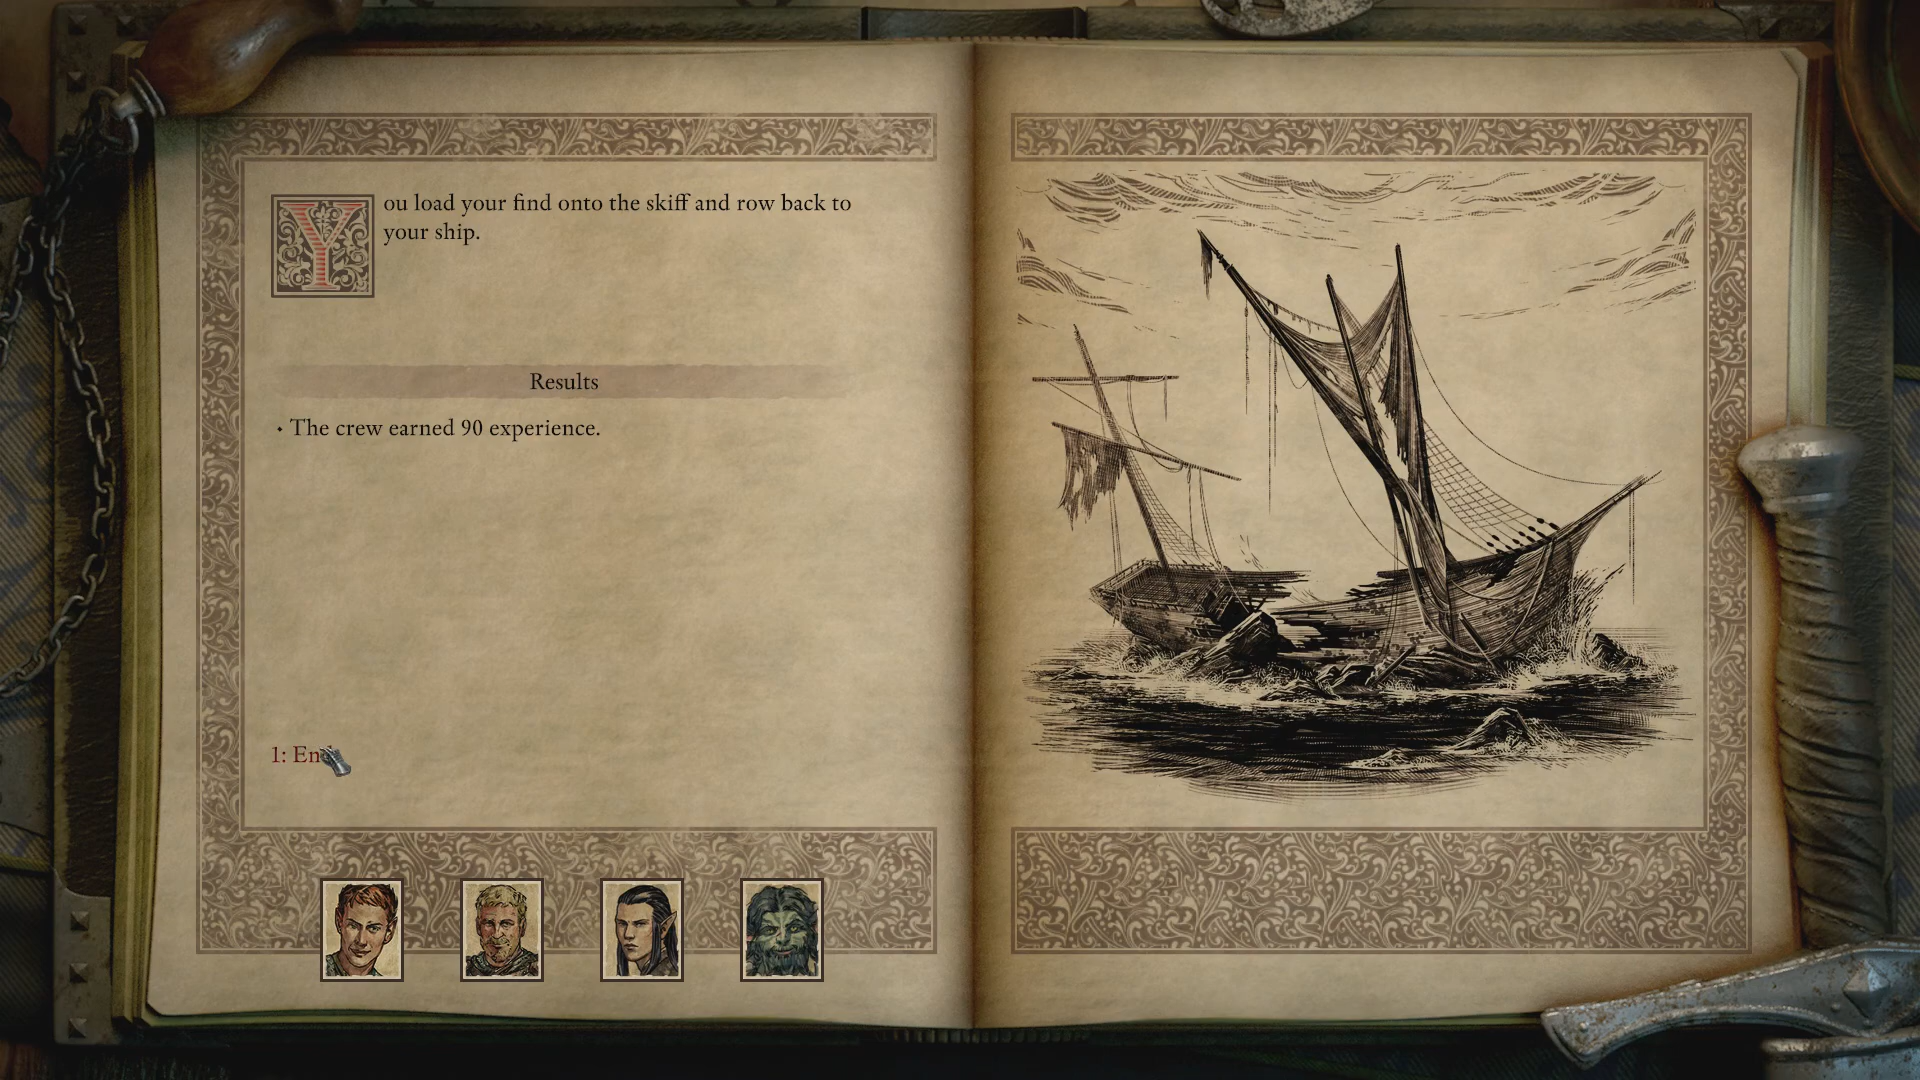 You load your find onto the skiff and row back to
your ship.
Results
• The crew earned 90 experience.
1: En